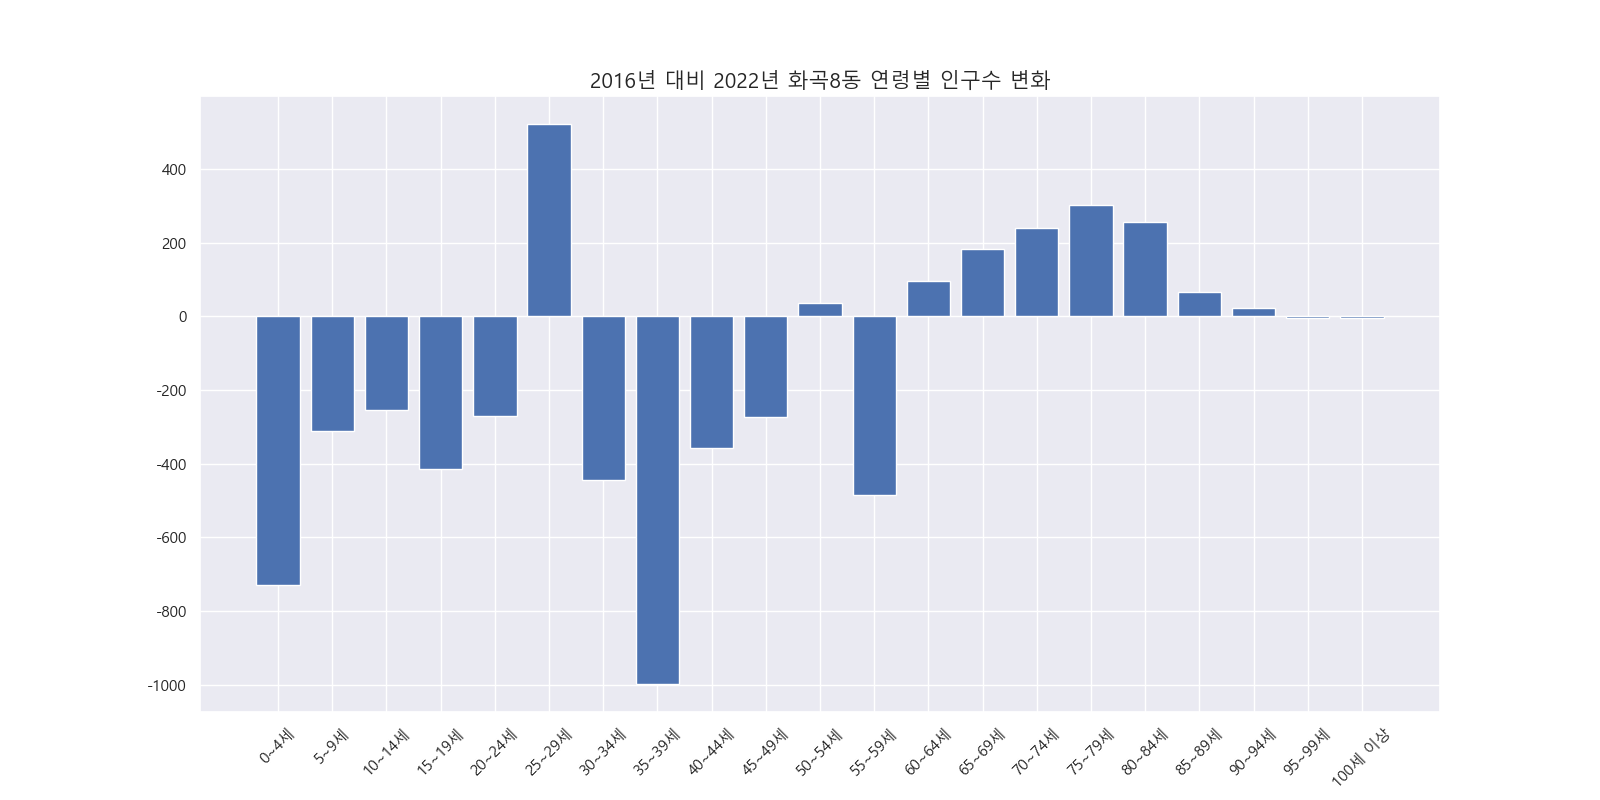 2016년 대비 2022년 화곡8동 연령별 인구수 변화
400
200
0
-200
-400
-600
-800
-1000
0~4세
5~9세
10~14세
15~19세
20~24세
25~29세
30~34세
35~39세
40~44세
45~49세
50~54세
55~59세
60~64세
65~69세
70~74세
75~79세
80~84세
85~89세
90~94세
95~99세
100세 이상